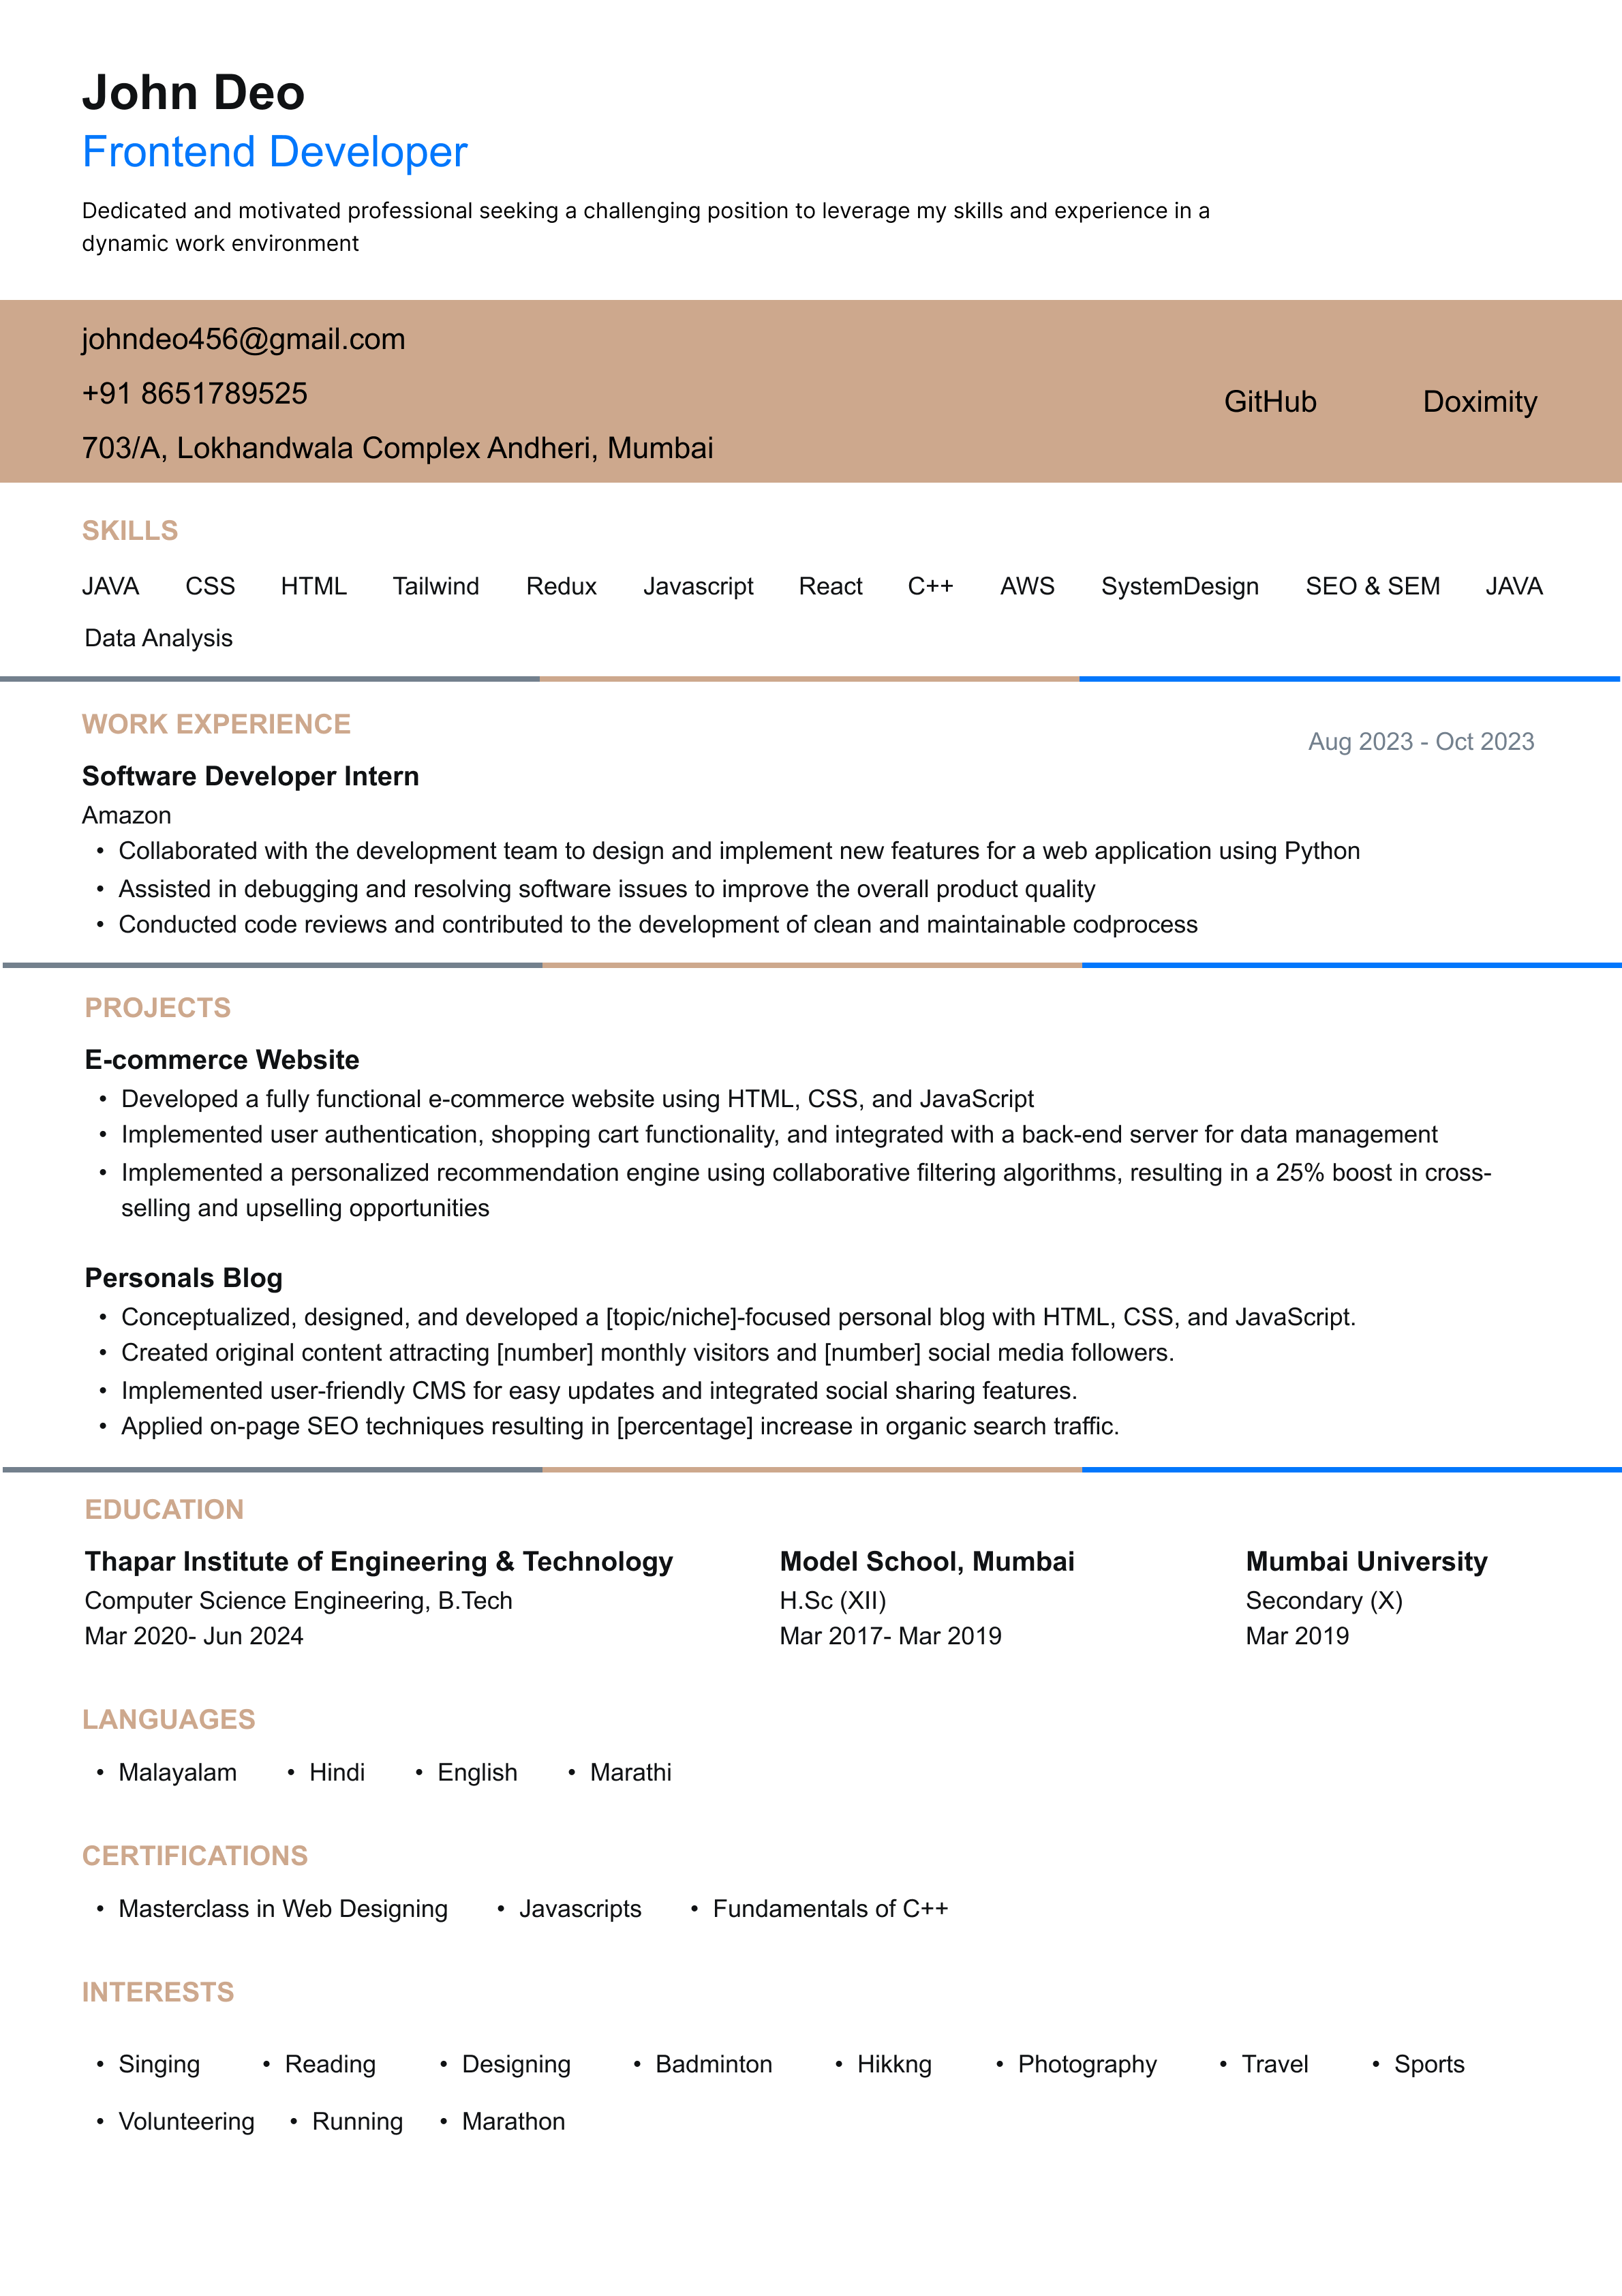 John Deo
Frontend Developer
Dedicated and motivated professional seeking a challenging position to leverage my skills and experience in a
dynamic work environment
johndeo456@gmail.com
+91 8651789525
703/A, Lokhandwala Complex Andheri, Mumbai
GitHub Doximity
SKILLS
JAVA CSS HTML Tailwind Redux Javascript React C++ AWS SystemDesign SEO & SEM JAVA
Data Analysis
WORK EXPERIENCE
Aug 2023 - Oct 2023
Software Developer Intern
Amazon
• Collaborated with the development team to design and implement new features for a web application using Python
• Assisted in debugging and resolving software issues to improve the overall product quality
• Conducted code reviews and contributed to the development of clean and maintainable codprocess
PROJECTS
E-commerce Website
• Developed a fully functional e-commerce website using HTML, CSS, and JavaScript
• Implemented user authentication, shopping cart functionality, and integrated with a back-end server for data management
• Implemented a personalized recommendation engine using collaborative filtering algorithms, resulting in a 25% boost in cross-
selling and upselling opportunities
Personals Blog
• Conceptualized, designed, and developed a [topic/niche]-focused personal blog with HTML, CSS, and JavaScript.
• Created original content attracting [number] monthly visitors and [number] social media followers.
• Implemented user-friendly CMS for easy updates and integrated social sharing features.
• Applied on-page SEO techniques resulting in [percentage] increase in organic search traffic.
EDUCATION
Thapar Institute of Engineering & Technology
Computer Science Engineering, B.Tech
Mar 2020- Jun 2024
Model School, Mumbai
H.Sc (XII)
Mar 2017- Mar 2019
Mumbai University
Secondary (X)
Mar 2019
LANGUAGES
• Malayalam • Hindi • English • Marathi
CERTIFICATIONS
• Masterclass in Web Designing • Javascripts • Fundamentals of C++
INTERESTS
• Singing • Reading • Designing • Badminton • Hikkng • Photography • Travel • Sports
• Volunteering • Running • Marathon